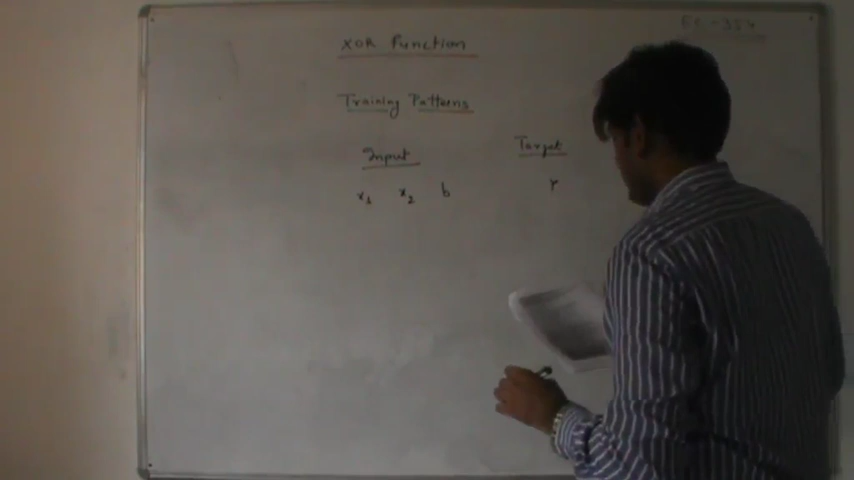 XOR Function
Training Patterns
Input Target
x1 x2 b r